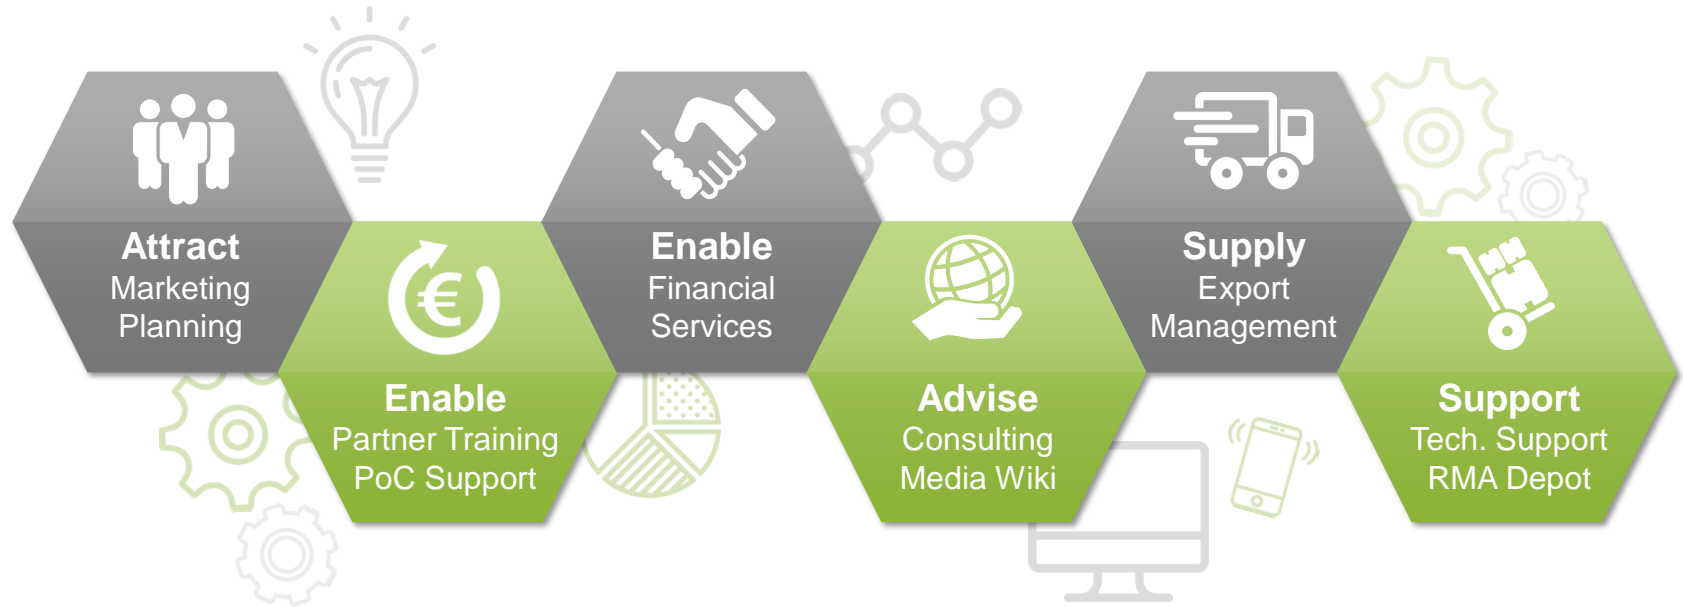 Attract
Marketing
Planning
Enable
Partner Training
PoC Support
Enable
Financial
Services
Advise
Consulting
Media Wiki
Supply
Export
Management
Support
Tech. Support
RMA Depot